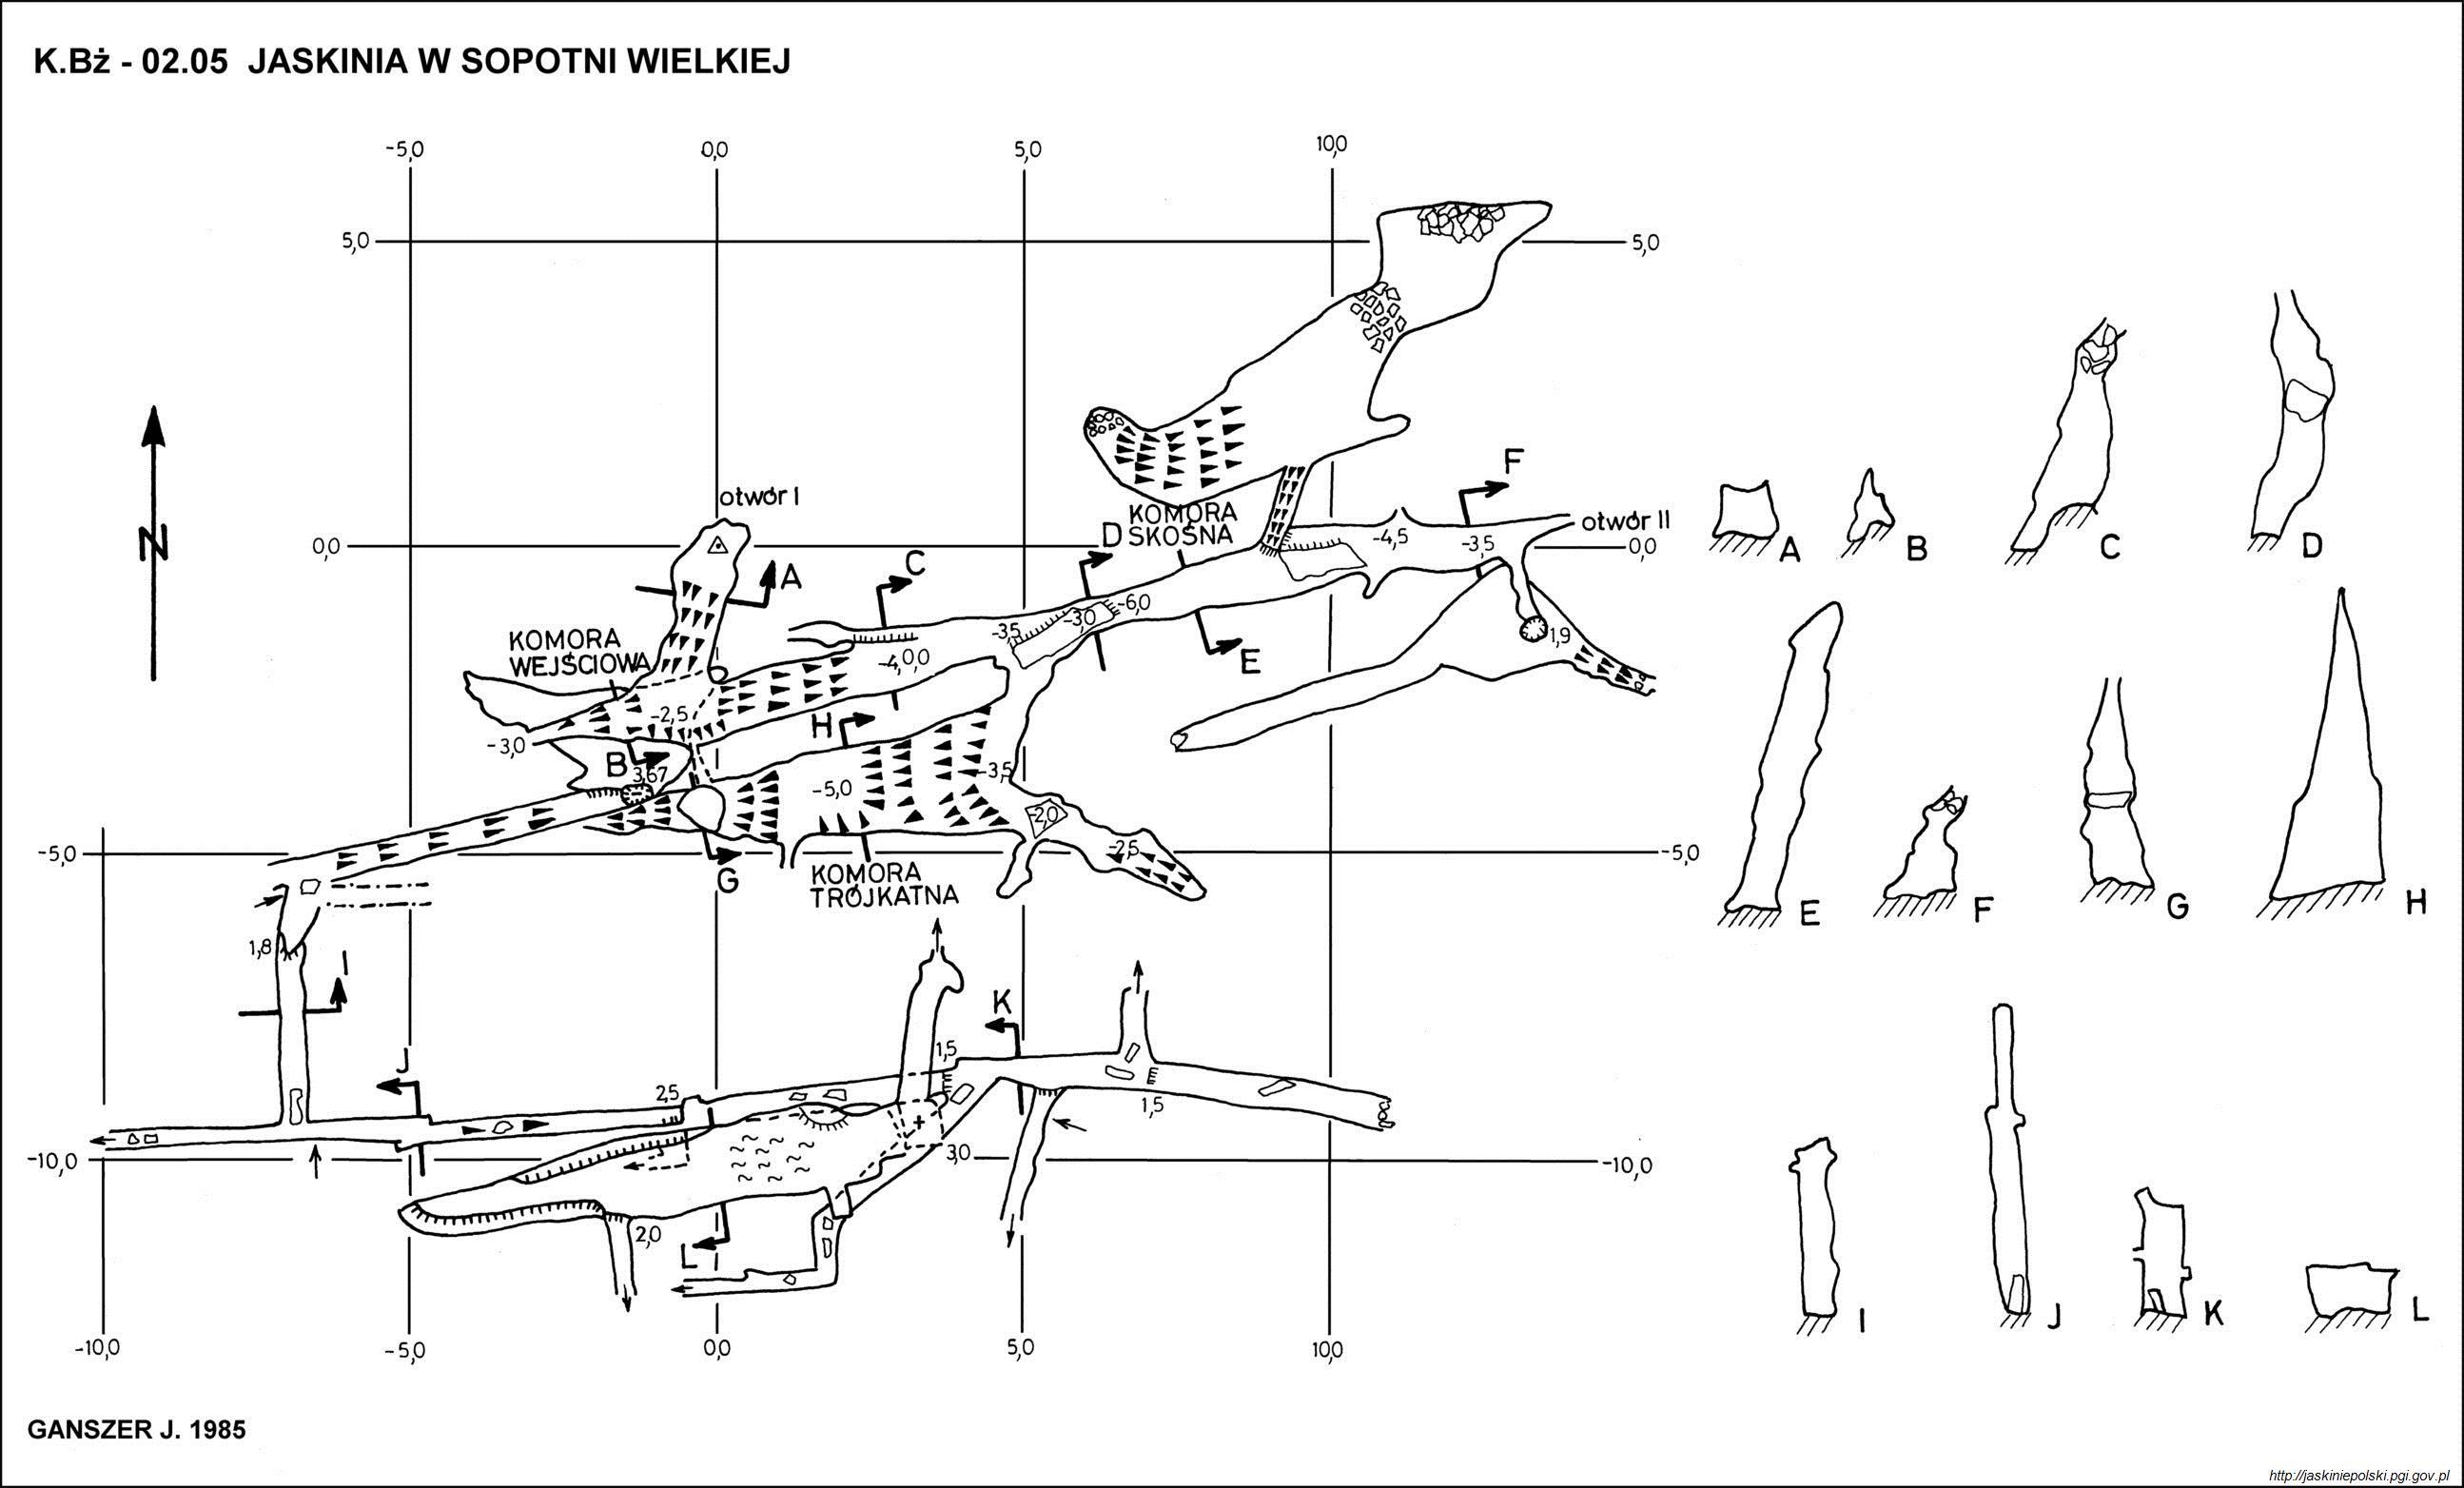 K.Bż - 02.05 JASKINIA W SOPOTNI WIELKIEJ
-5,0 0,0 5,0 10,0
5,0 5,0
otwór I
F
KOMORA
D SKOŚNA
otwór II
-4,5 -3,5
0,0 0,0
N
A
C
-6,0
-3,0
-3,5
KOMORA
WEJŚCIOWA
-4,0 0,0
E
1,9
-2,5
H
-3,0
B
3,67
-3,5
-5,0
-2,0
-2,5
-5,0 -5,0
G
KOMORA
TRÓJKATNA
1,8
I
K
J
1,5
2,5
1,5
-10,0 3,0 -10,0
2,0
L
-10,0 -5,0 0,0 5,0 10,0
A B C D
E F G H
I J K L
GANSZER J. 1985
http://jaskiniepolski.pgi.gov.pl